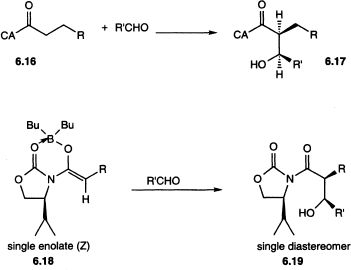 O
CA R + R'CHO
6.16
O H
CA R
HO H R'
6.17
Bu Bu
B
O O
O N R
H
R'CHO
O O
O N R
HO R'
single enolate (Z)
6.18
single diastereomer
6.19